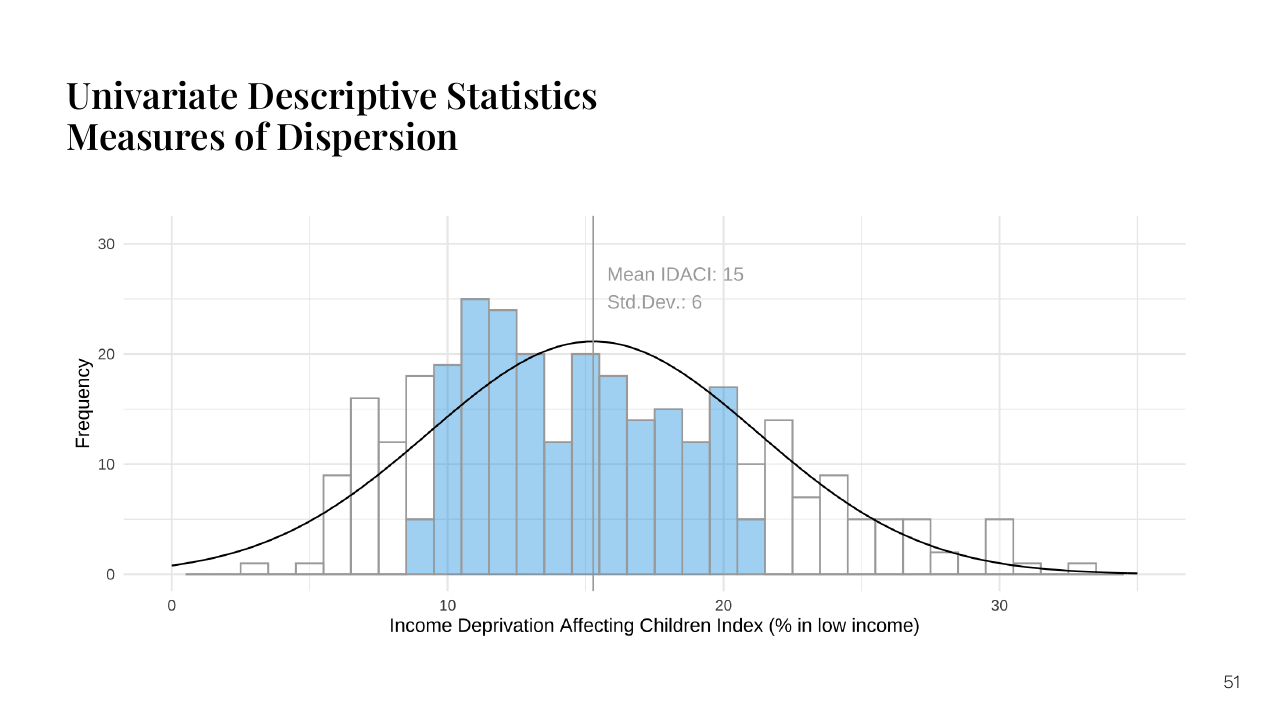 Univariate Descriptive Statistics
Measures of Dispersion
30
20
10
0
Frequency
Mean IDACI: 15
Std.Dev.: 6
0 10 20 30
Income Deprivation Affecting Children Index (% in low income)
51